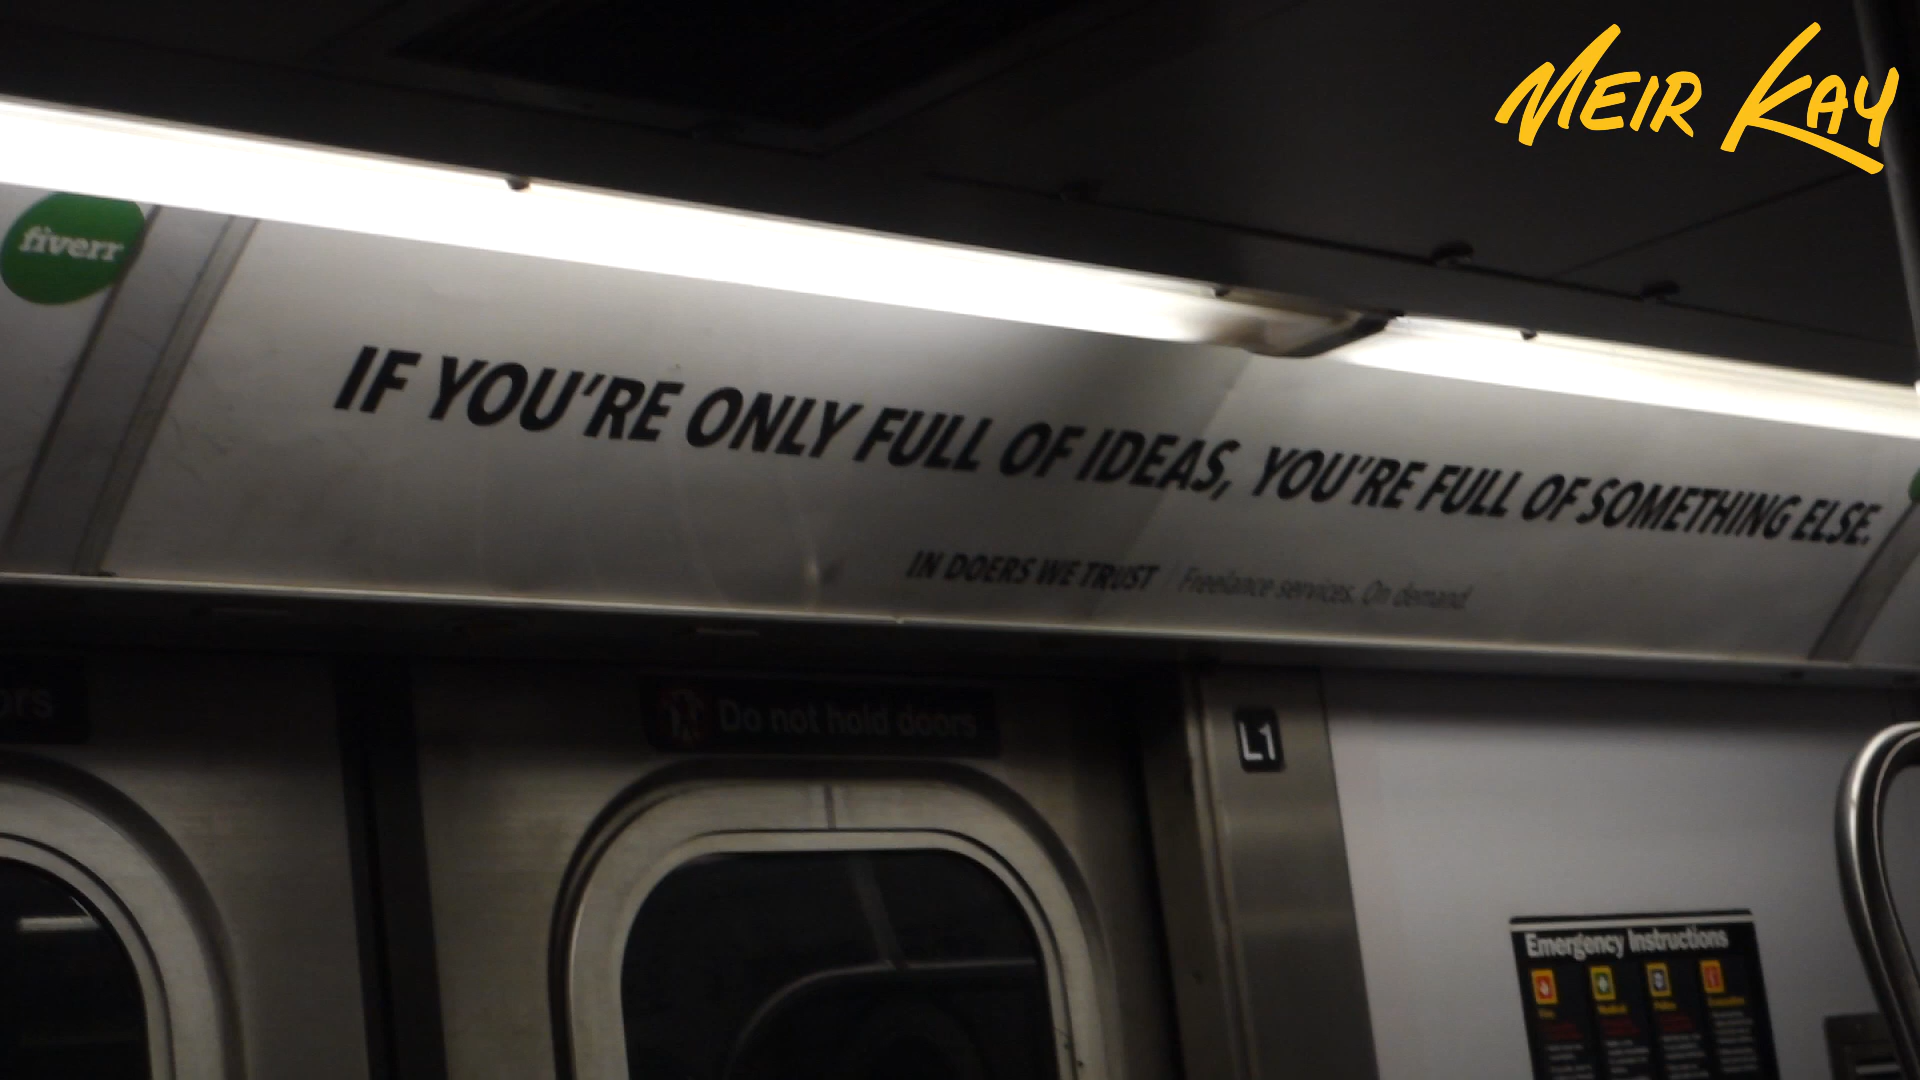 MEIR KAY
fiverr
IF YOU'RE ONLY FULL OF IDEAS, YOU'RE FULL OF SOMETHING ELSE.
IN DOERS WE TRUST | Freelance services. On demand.
ors
Do not hold doors
L1
Emergency Instructions